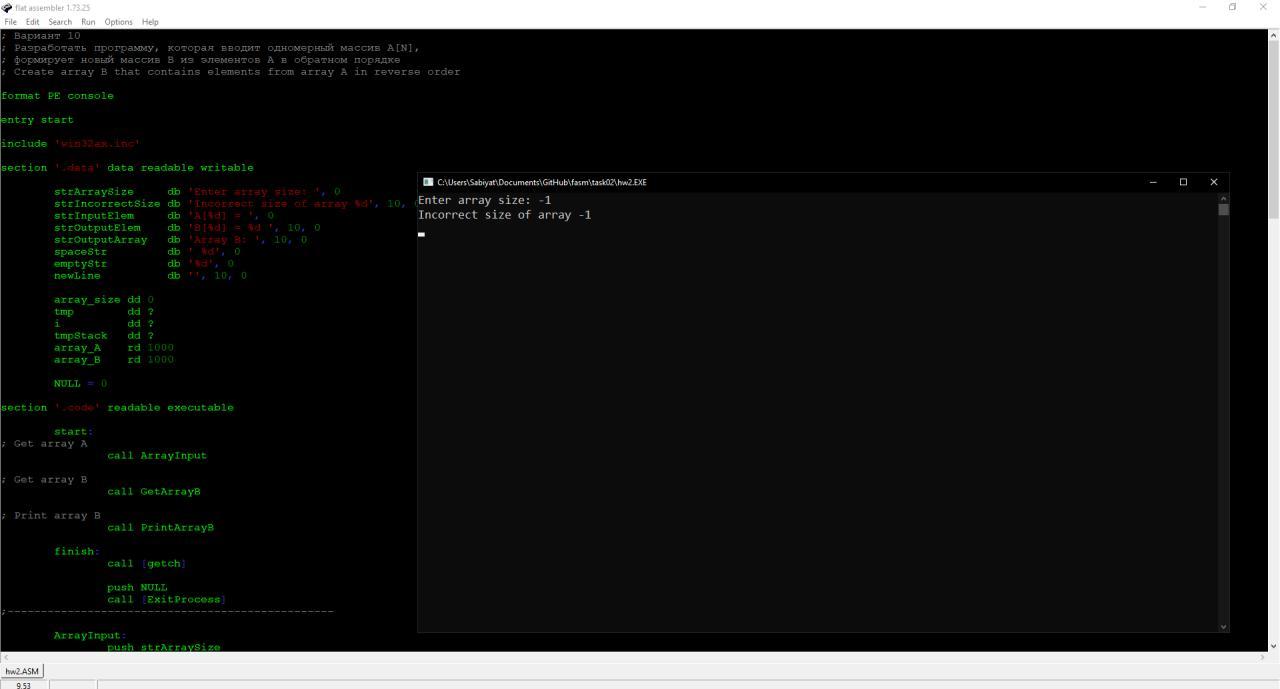 flat assembler 1.73.25
File Edit Search Run Options Help
; Вариант 10
; Разработать программу, которая вводит одномерный массив A[N],
; формирует новый массив B из элементов A в обратном порядке
; Create array B that contains elements from array A in reverse order
format PE console
entry start
include 'win32ax.inc'
section '.data' data readable writable
strArraySize db 'Enter array size: ', 0
strIncorrectSize db 'Incorrect size of array %d', 10, 0
strInputElem db 'A[%d] = ', 0
strOutputElem db 'B[%d] = %d ', 10, 0
strOutputArray db 'Array B: ', 10, 0
spaceStr db ' %d', 0
emptyStr db '%d', 0
newLine db '', 10, 0
array_size dd 0
tmp dd ?
i dd ?
tmpStack dd ?
array_A rd 1000
array_B rd 1000
NULL = 0
section '.code' readable executable
start:
; Get array A
call ArrayInput
; Get array B
call GetArrayB
; Print array B
call PrintArrayB
finish:
call [getch]
push NULL
call [ExitProcess]
;-------------------------------------------------
ArrayInput:
push strArraySize
hw2.ASM
9,53
C:\Users\Sabiyat\Documents\GitHub\fasm\task02\hw2.EXE
Enter array size: -1
Incorrect size of array -1